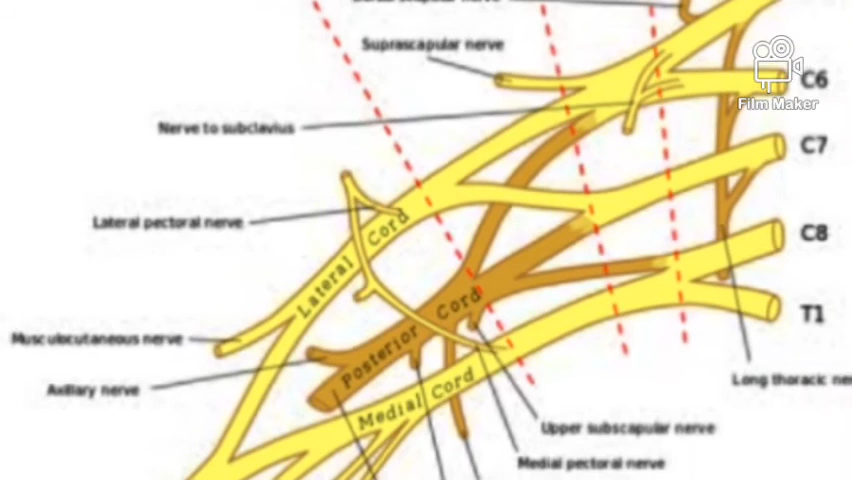 Suprascapular nerve
C6
Film Maker
Nerve to subclavius
C7
Lateral pectoral nerve
Lateral Cord
C8
Posterior Cord
T1
Musculocutaneous nerve
Axillary nerve
Medial Cord
Long thoracic ne
Upper subscapular nerve
Medial pectoral nerve